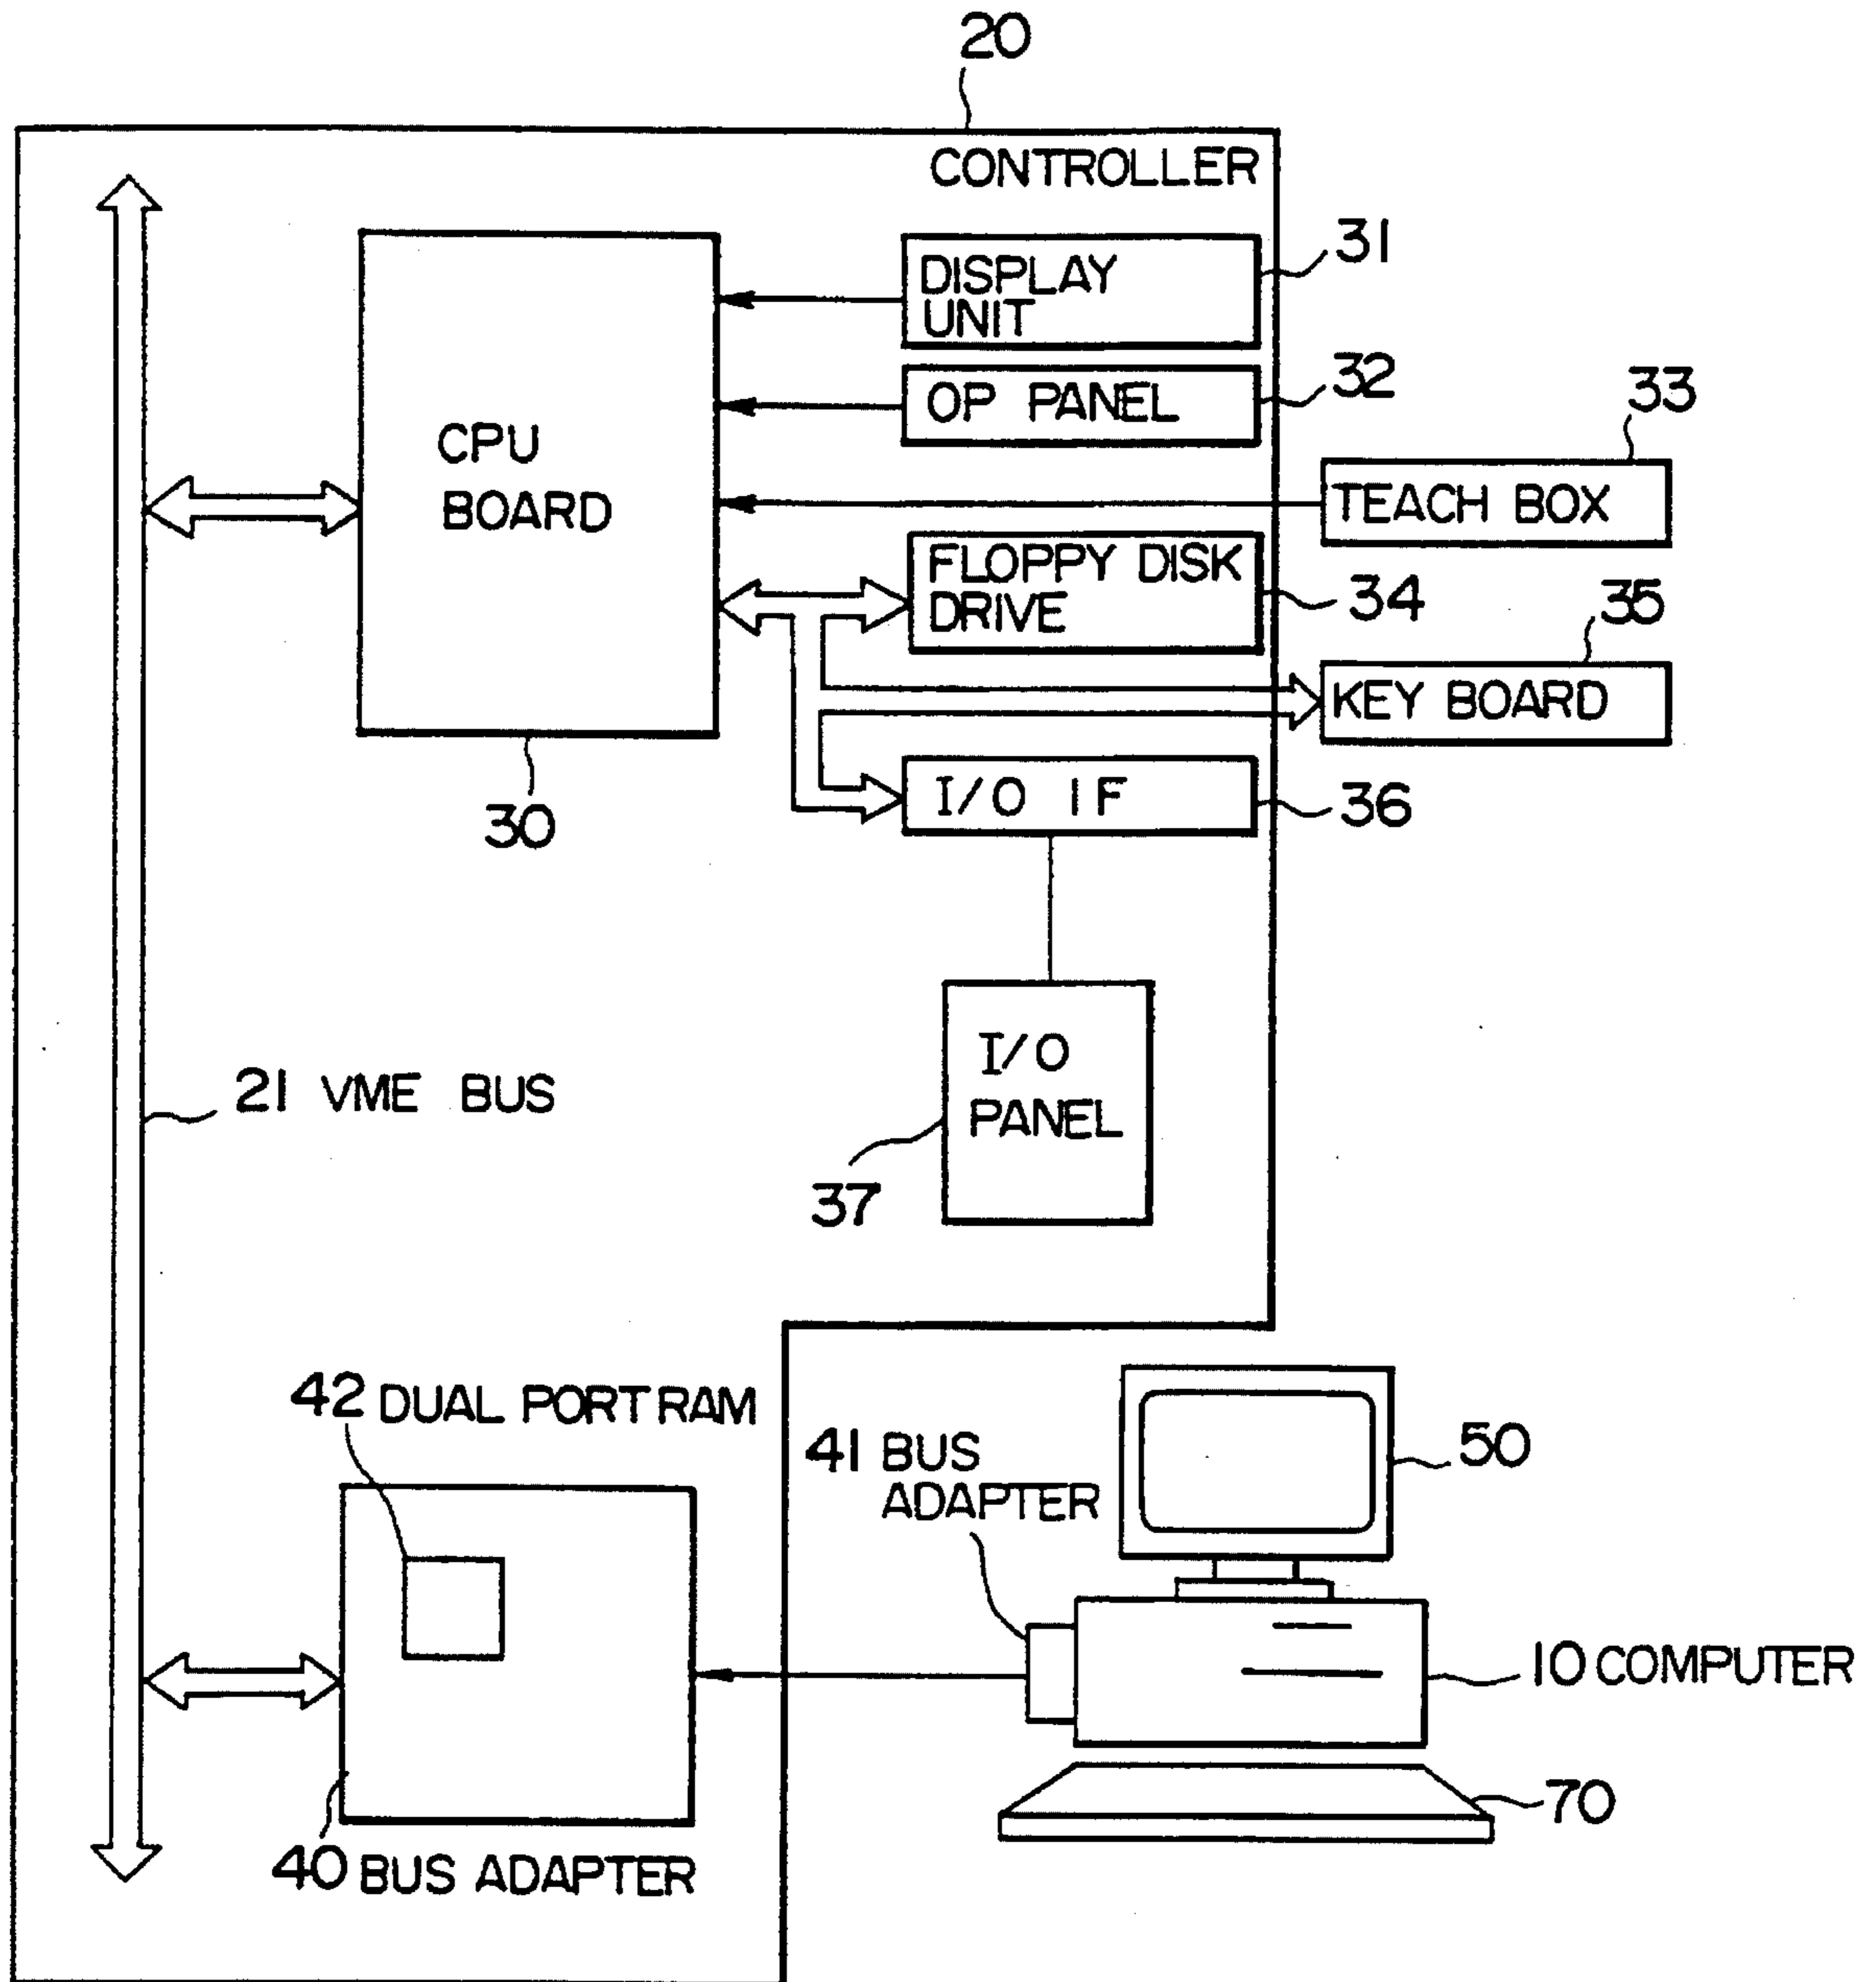 20
CONTROLLER
DISPLAY
UNIT
31
OP PANEL
32
33
TEACH BOX
CPU
BOARD
FLOPPY DISK
DRIVE
34
35
KEY BOARD
I/O IF
36
30
I/O
PANEL
37
21 VME BUS
42 DUAL PORT RAM
41 BUS
ADAPTER
50
10 COMPUTER
70
40 BUS ADAPTER